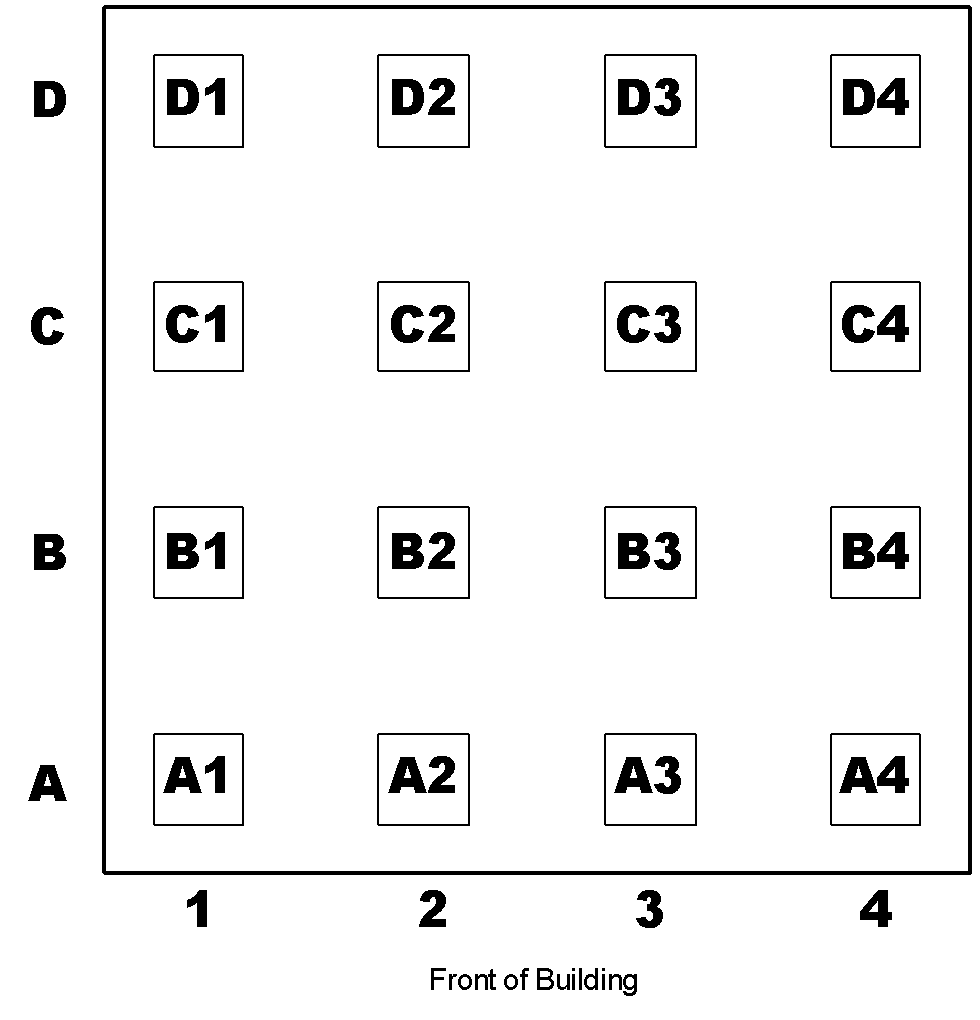 D D1 D2 D3 D4
C C1 C2 C3 C4
B B1 B2 B3 B4
A A1 A2 A3 A4
1 2 3 4
Front of Building